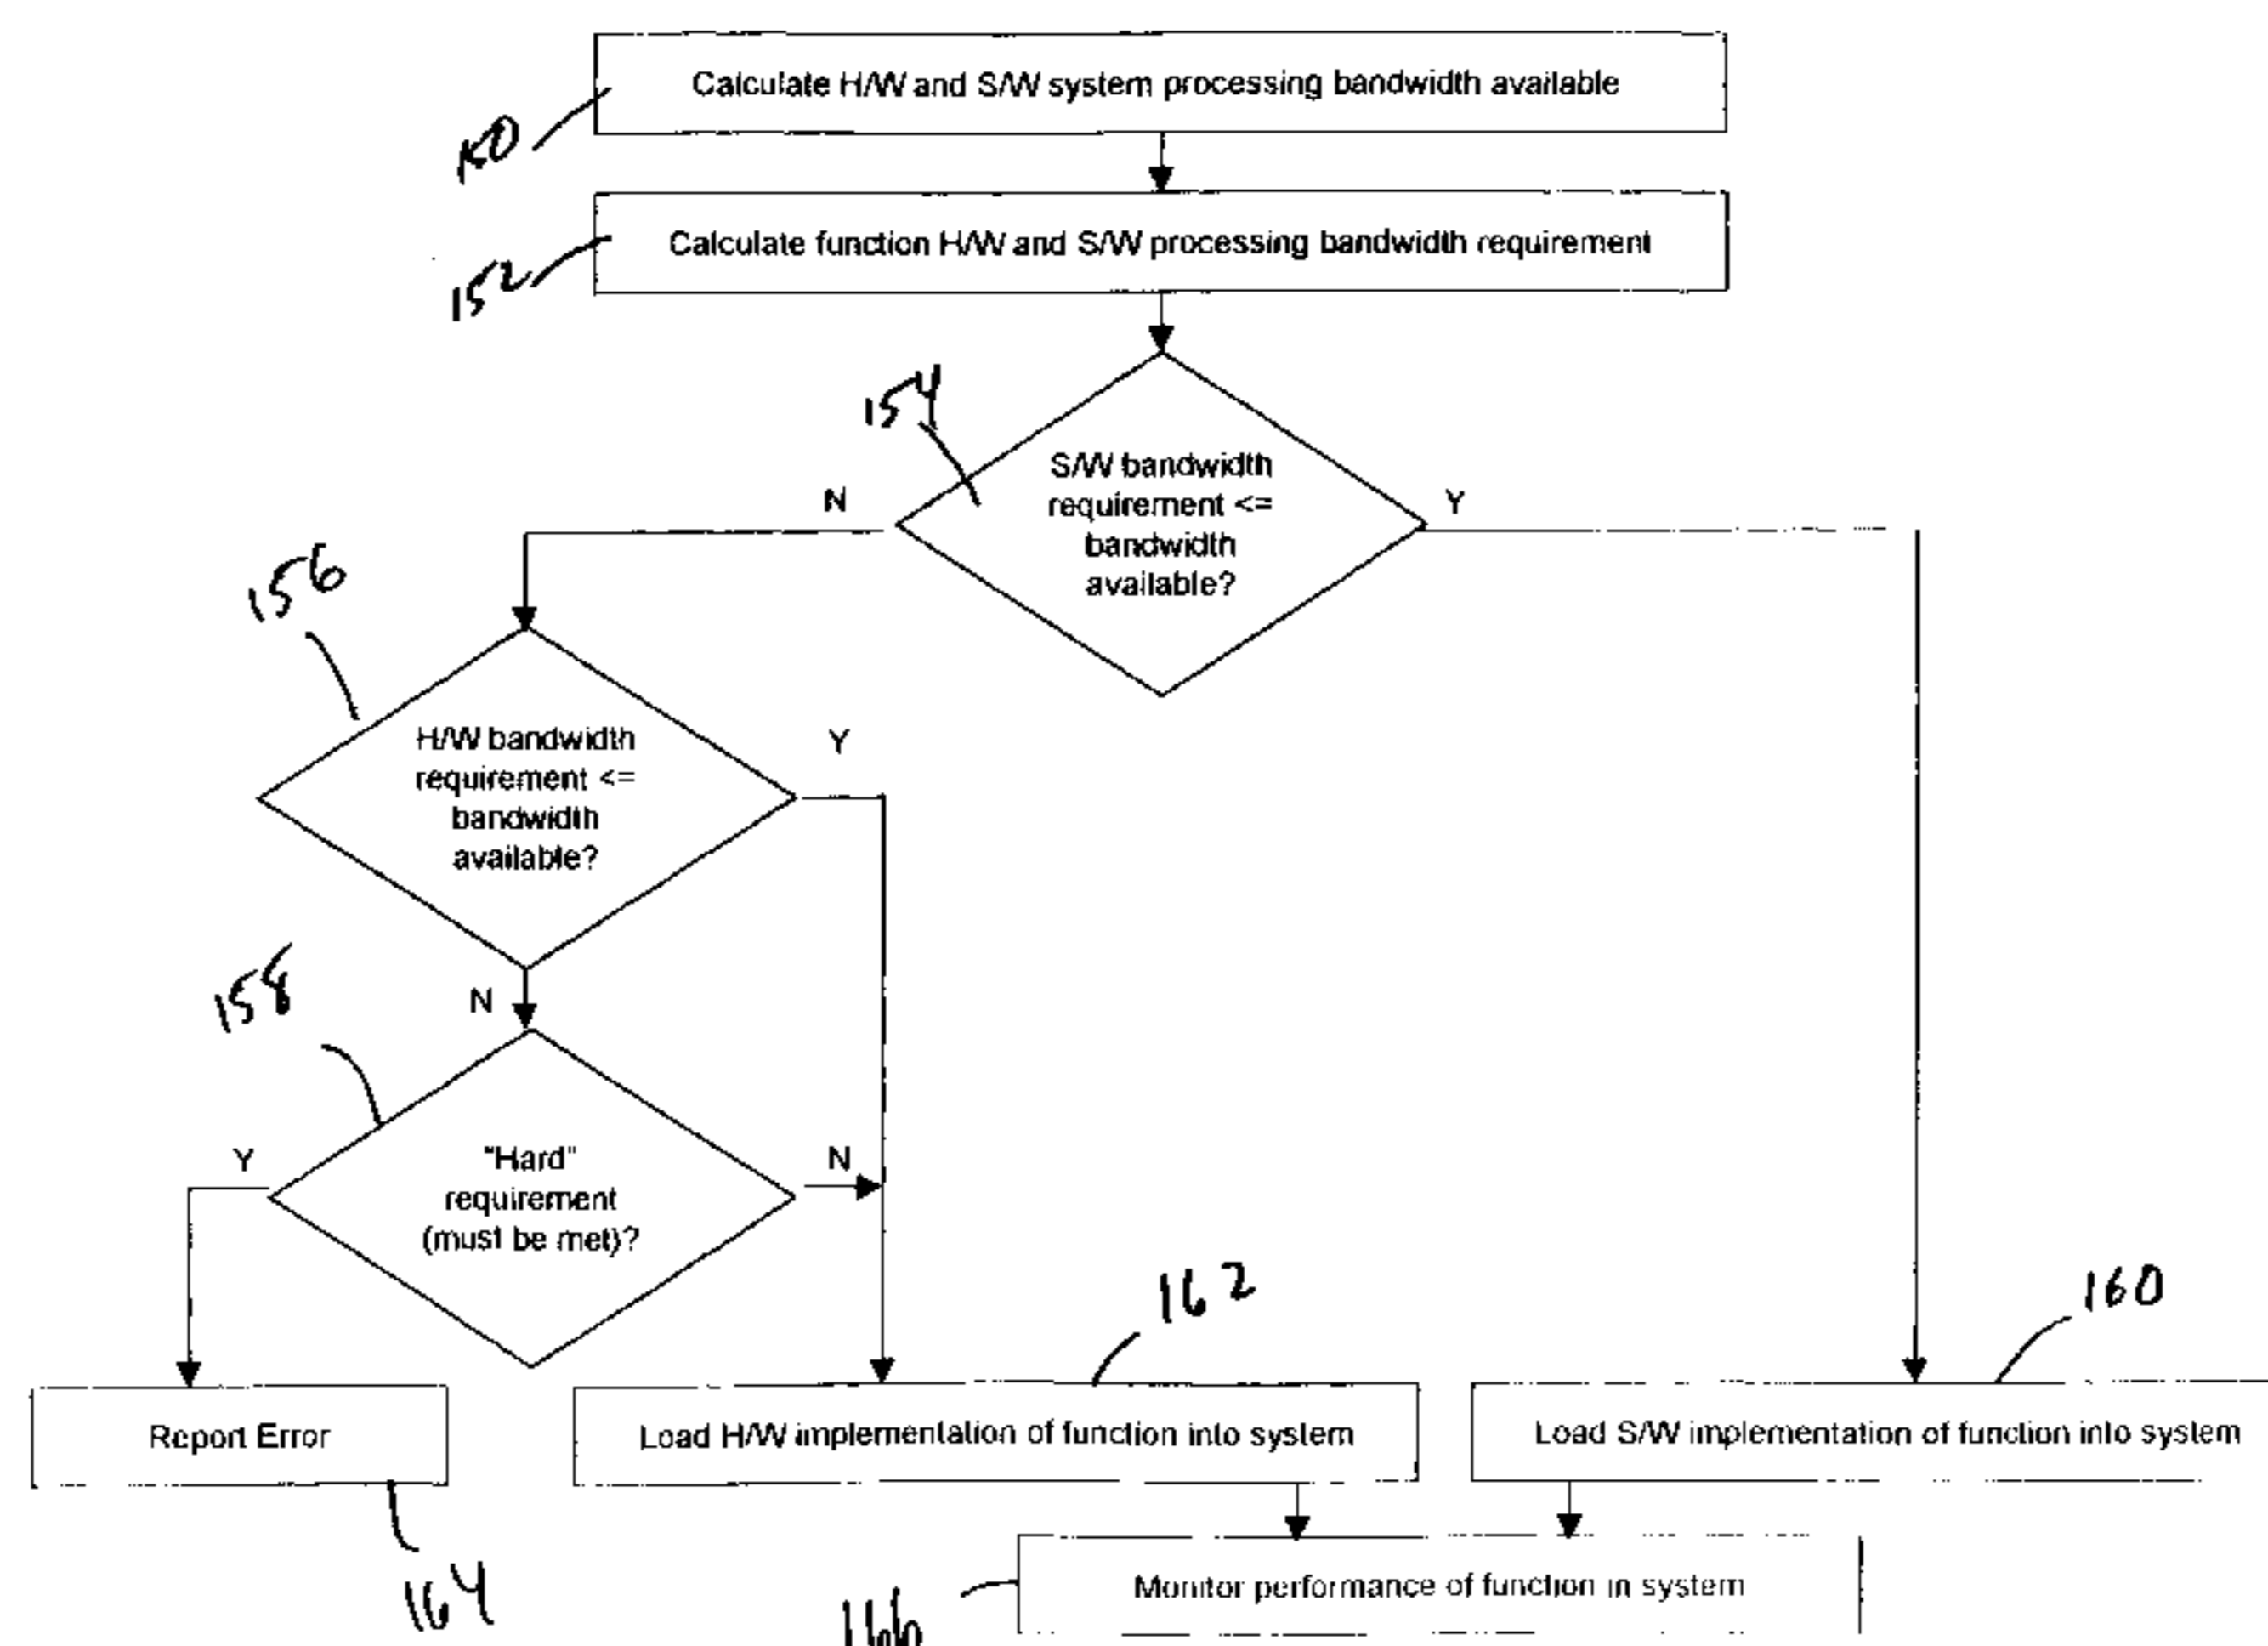 Calculate H/W and S/W system processing bandwidth available
Calculate function H/W and S/W processing bandwidth requirement
152
154
S/W bandwidth
requirement <=
bandwidth
available?
N
Y
156
H/W bandwidth
requirement <=
bandwidth
available?
Y
N
158
"Hard"
requirement
(must be met)?
Y
N
162
160
Report Error
Load H/W implementation of function into system
Load S/W implementation of function into system
164
Monitor performance of function in system
166